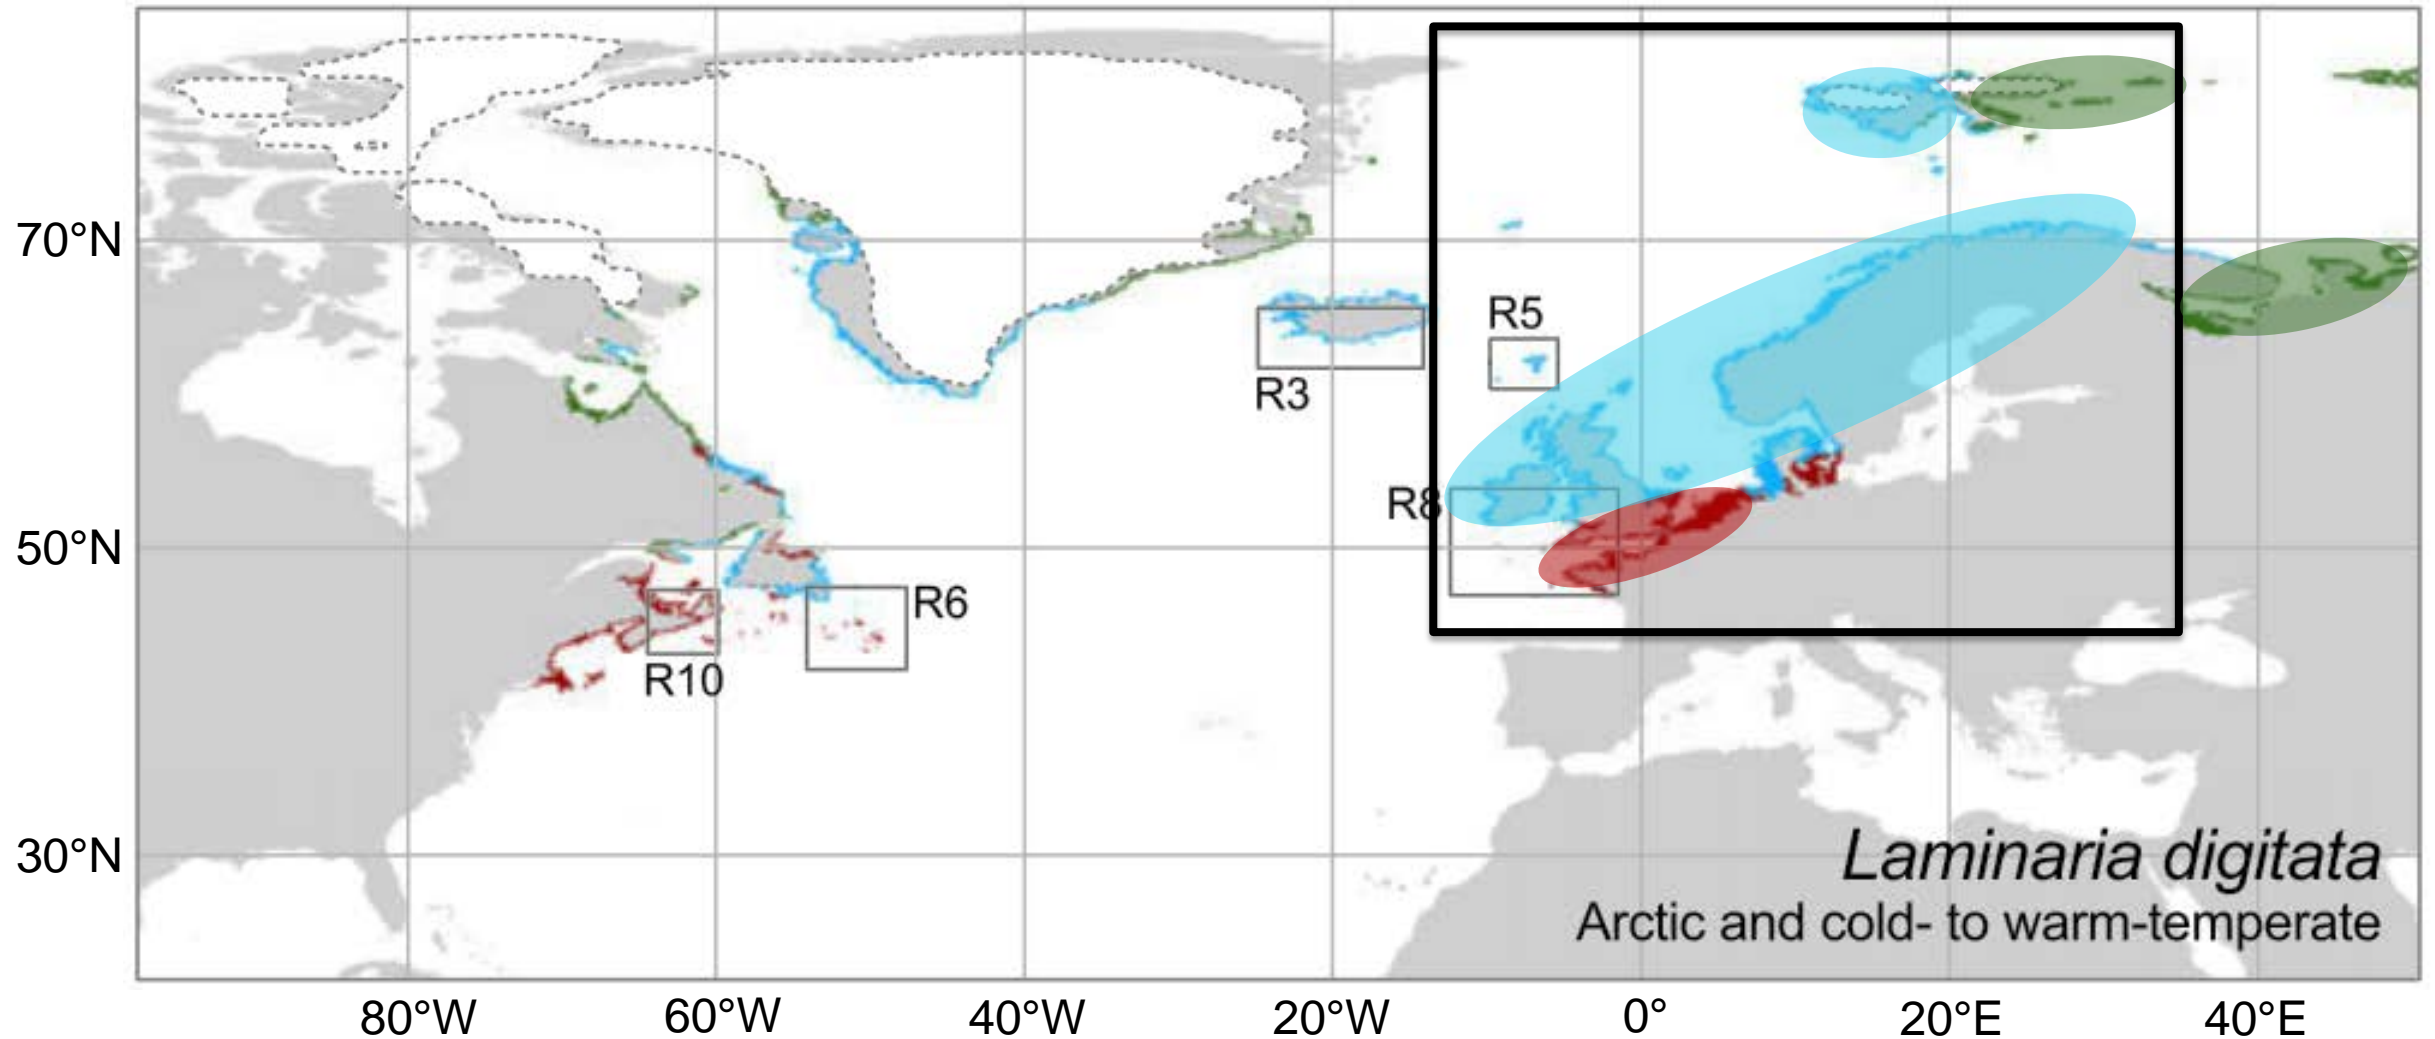 70°N
50°N
30°N
R3
R5
R8
R6
R10
Laminaria digitata
Arctic and cold- to warm-temperate
80°W
60°W
40°W
20°W
0°
20°E
40°E